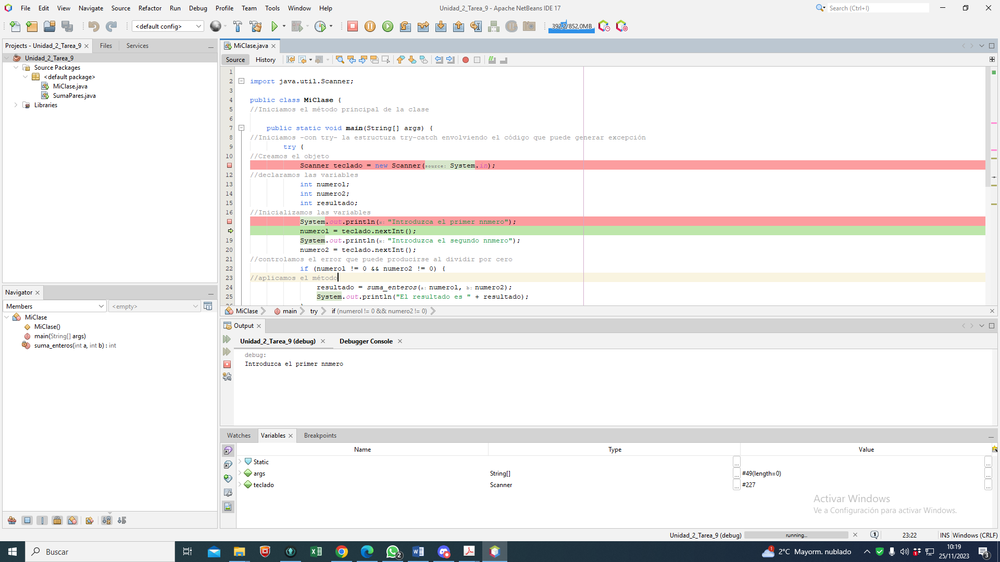 File Edit View Navigate Source Refactor Run Debug Profile Team Tools Window Help
Unidad_2_Tarea_9 - Apache NetBeans IDE 17
Search (Ctrl+I)
<default config>
392,2/852,0MB
Projects - Unidad_2_Tarea_9
Files
Services
Unidad_2_Tarea_9
Source Packages
<default package>
MiClase.java
SumaPares.java
Libraries
MiClase.java
Source
History
1
2 import java.util.Scanner;
3
4 public class MiClase {
5 //Iniciamos el método principal de la clase
6
7 public static void main(String[] args) {
8 //Iniciamos -con try- la estructura try-catch envolviendo el código que puede generar excepción
9 try {
10 //Creamos el objeto
Scanner teclado = new Scanner(source: System.in);
12 //declaramos las variables
13 int numero1;
14 int numero2;
15 int resultado;
16 //Inicializamos las variables
System.out.println(x: "Introduzca el primer nnmero");
numero1 = teclado.nextInt();
19 System.out.println(x: "Introduzca el segundo nnmero");
20 numero2 = teclado.nextInt();
21 //controlamos el error que puede producirse al dividir por cero
22 if (numero1 != 0 && numero2 != 0) {
23 //aplicamos el método
24 resultado = suma_enteros(a: numero1, b: numero2);
25 System.out.println("El resultado es " + resultado);
MiClase main try if (numero1 != 0 && numero2 != 0)
Navigator
Members
<empty>
MiClase
MiClase()
main(String[] args)
suma_enteros(int a, int b) : int
Output
Unidad_2_Tarea_9 (debug)
Debugger Console
debug:
Introduzca el primer nnmero
Watches
Variables
Breakpoints
Name Type Value
Static
args String[] #49(length=0)
teclado Scanner #227
Activar Windows
Ve a Configuración para activar Windows.
Unidad_2_Tarea_9 (debug)
running...
1
23:22
INS
Windows (CRLF)
Buscar
2
1
2°C Mayorm. nublado
10:19
25/11/2023
3